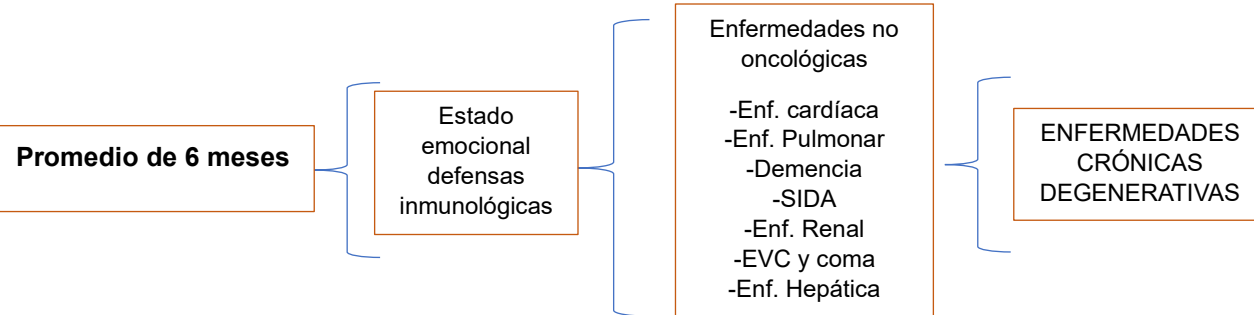 Promedio de 6 meses
Estado
emocional
defensas
inmunológicas
Enfermedades no
oncológicas
-Enf. cardíaca
-Enf. Pulmonar
-Demencia
-SIDA
-Enf. Renal
-EVC y coma
-Enf. Hepática
ENFERMEDADES
CRÓNICAS
DEGENERATIVAS